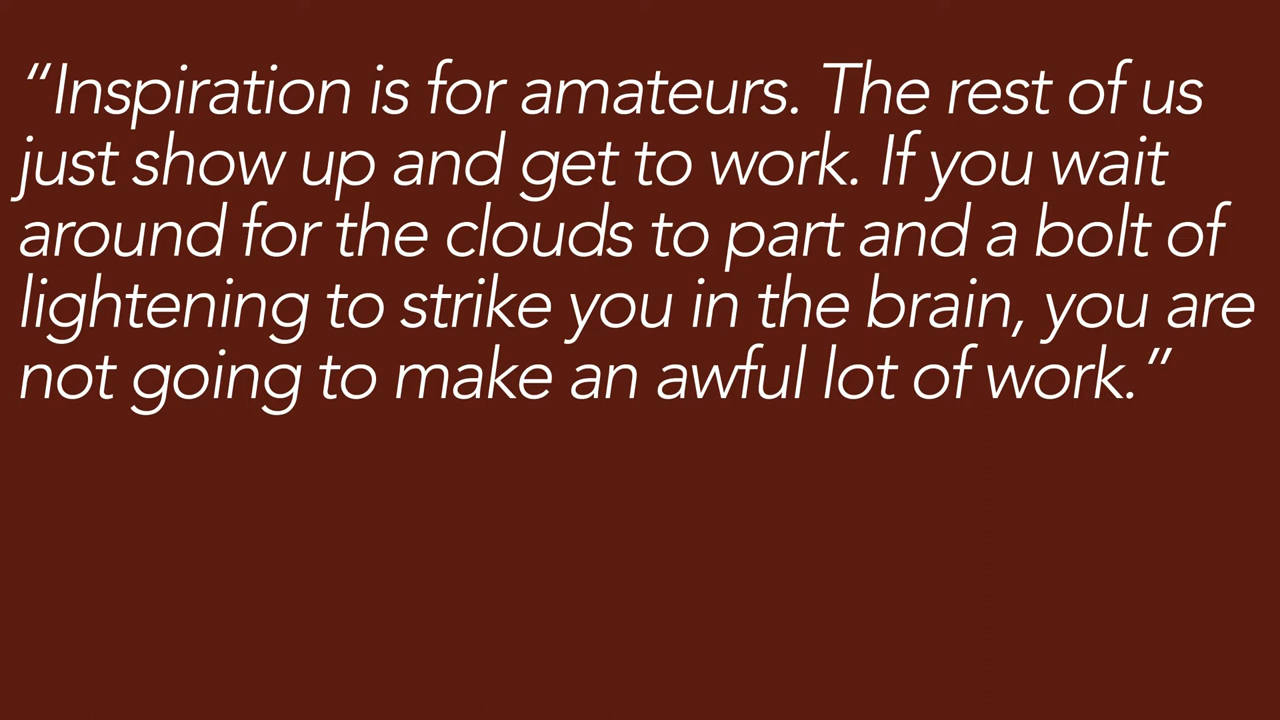 “Inspiration is for amateurs. The rest of us
just show up and get to work. If you wait
around for the clouds to part and a bolt of
lightening to strike you in the brain, you are
not going to make an awful lot of work.”